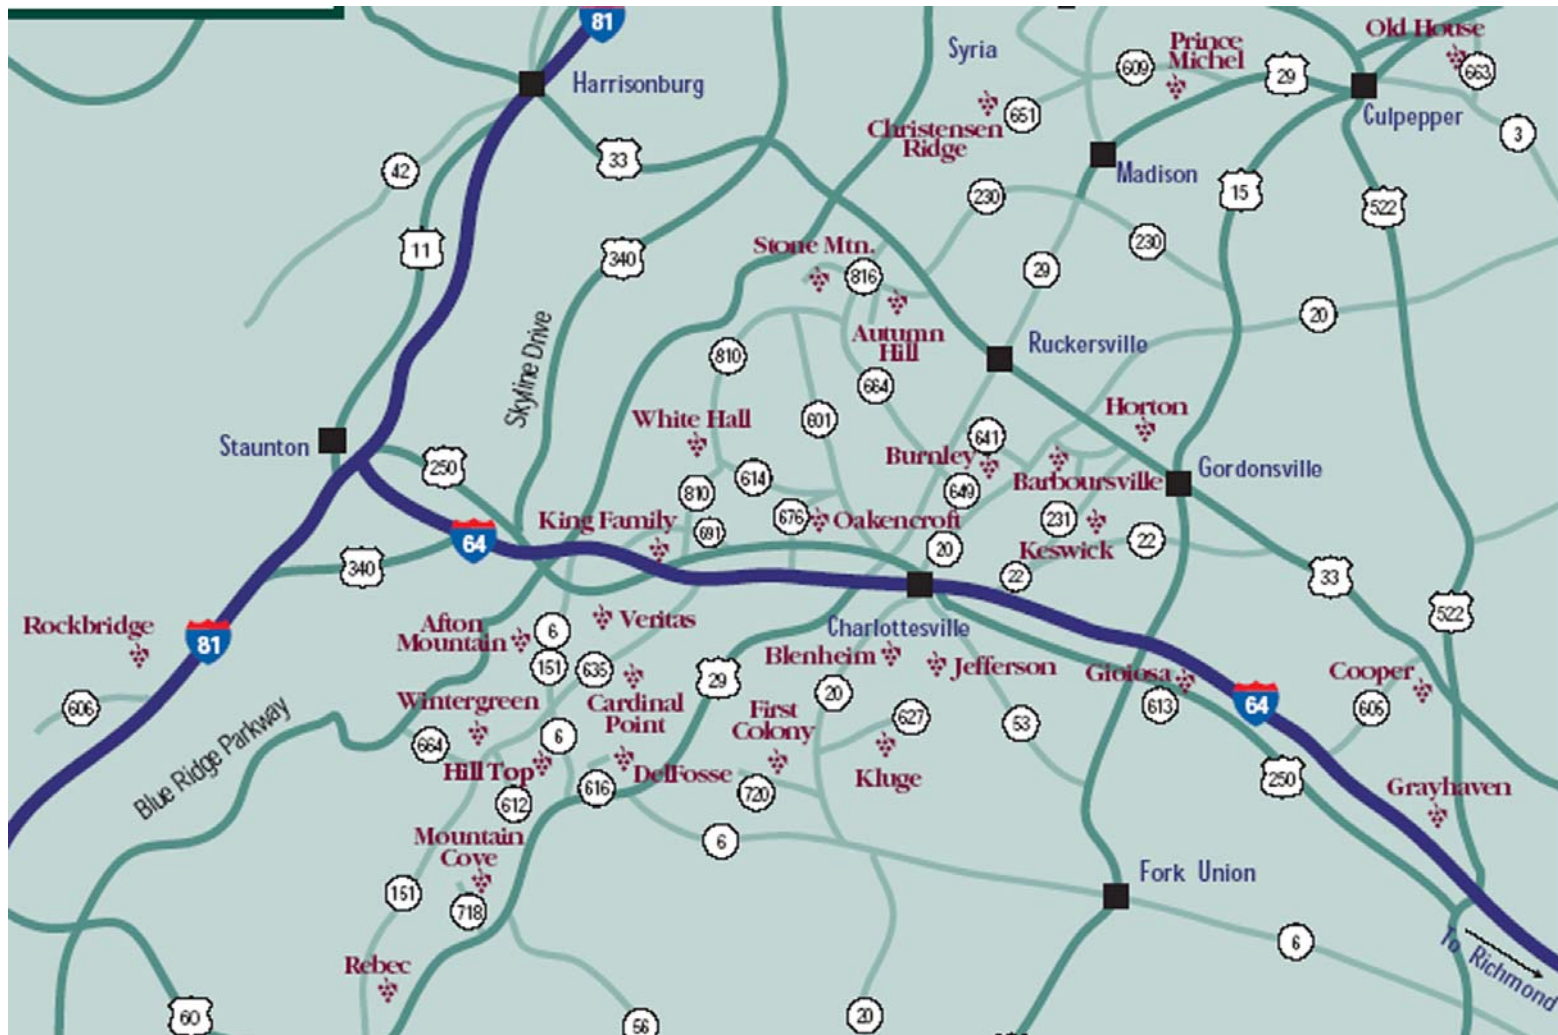 81
Old House
Syria
Prince
Michel
609
29
663
Harrisonburg
651
Culpepper
3
Christensen
Ridge
33
42
Madison
230
15
522
11
340
Stone Mtn.
816
230
29
20
Skyline Drive
810
Autumn
Hill
Ruckersville
664
White Hall
601
Horton
Staunton
250
641
Burnley
Barboursville
Gordonsville
614
810
649
King Family
691
676
Oakencroft
231
64
20
Keswick
22
340
22
33
Rockbridge
81
Afton
Mountain
6
Veritas
Charlottesville
522
151
635
29
Blenheim
Jefferson
Gioiosa
Cooper
606
Wintergreen
Cardinal
Point
First
Colony
20
627
53
613
64
605
664
6
Blue Ridge Parkway
Hill Top
DelFosse
Kluge
250
612
616
720
Grayhaven
Mountain
Cove
6
Fork Union
151
718
6
To Richmond
Rebec
60
56
20